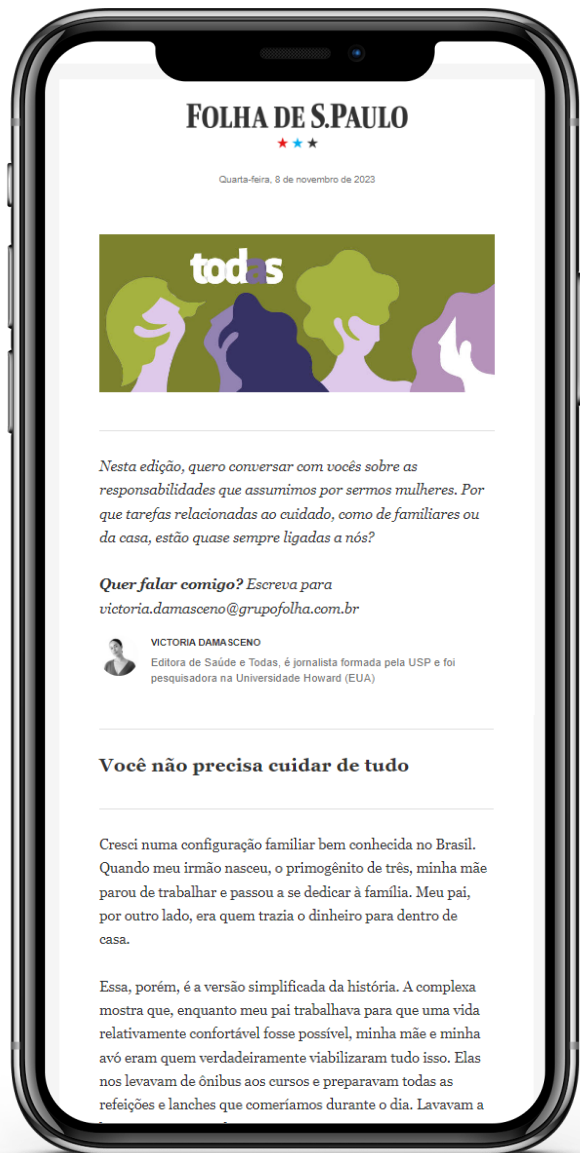 FOLHA DE S.PAULO
Quarta-feira, 8 de novembro de 2023
todas
Nesta edição, quero conversar com vocês sobre as
responsabilidades que assumimos por sermos mulheres. Por
que tarefas relacionadas ao cuidado, como de familiares ou
da casa, estão quase sempre ligadas a nós?
Quer falar comigo? Escreva para
victoria.damasceno@grupofolha.com.br
VICTORIA DAMASCENO
Editora de Saúde e Todas, é jornalista formada pela USP e foi
pesquisadora na Universidade Howard (EUA)
Você não precisa cuidar de tudo
Cresci numa configuração familiar bem conhecida no Brasil.
Quando meu irmão nasceu, o primogênito de três, minha mãe
parou de trabalhar e passou a se dedicar à família. Meu pai,
por outro lado, era quem trazia o dinheiro para dentro de
casa.
Essa, porém, é a versão simplificada da história. A complexa
mostra que, enquanto meu pai trabalhava para que uma vida
relativamente confortável fosse possível, minha mãe e minha
avó eram quem verdadeiramente viabilizaram tudo isso. Elas
nos levavam de ônibus aos cursos e preparavam todas as
refeições e lanches que comeríamos durante o dia. Lavavam a